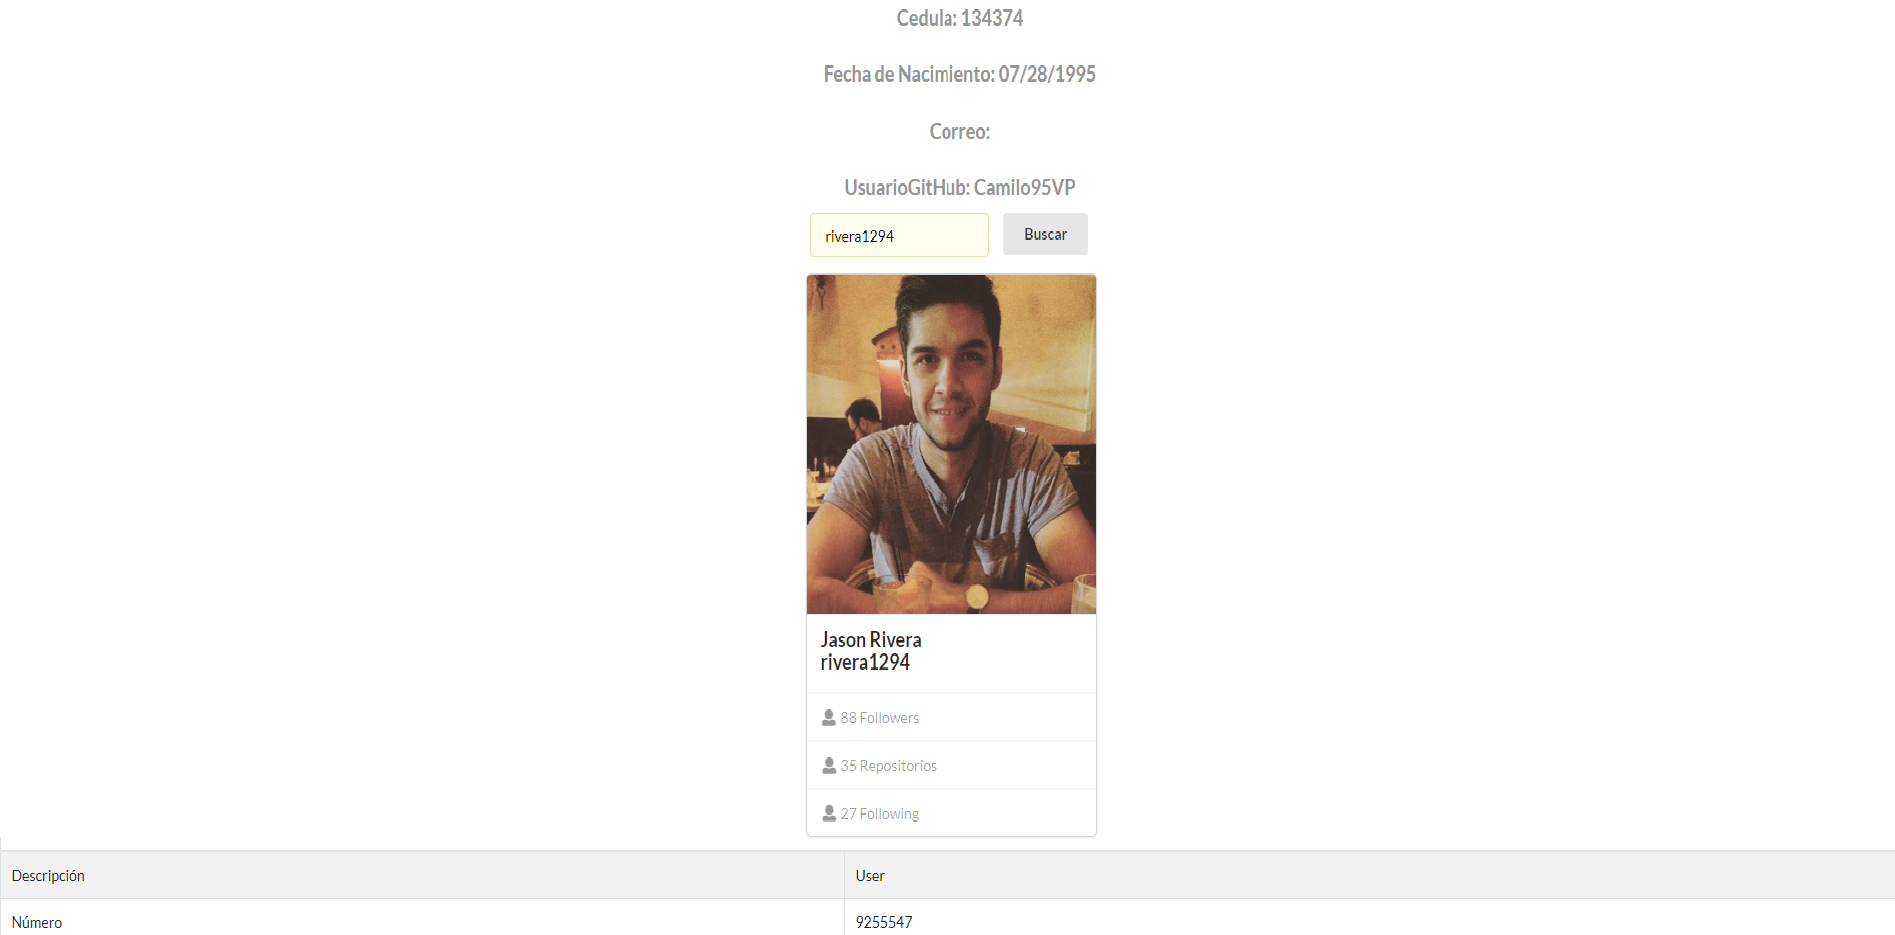 Cedula: 134374
Fecha de Nacimiento: 07/28/1995
Correo:
UsuarioGitHub: Camilo95VP
rivera1294 Buscar
Jason Rivera
rivera1294
88 Followers
35 Repositorios
27 Following
Descripción User
Número 9255547